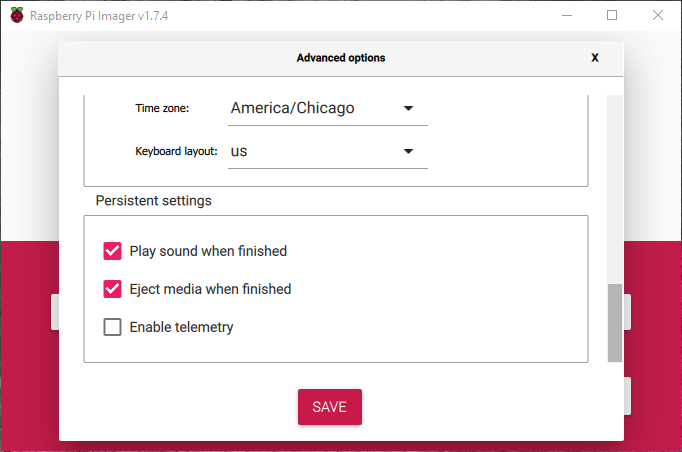 Raspberry Pi Imager v1.7.4
Advanced options X
Time zone: America/Chicago
Keyboard layout: us
Persistent settings
Play sound when finished
Eject media when finished
Enable telemetry
SAVE